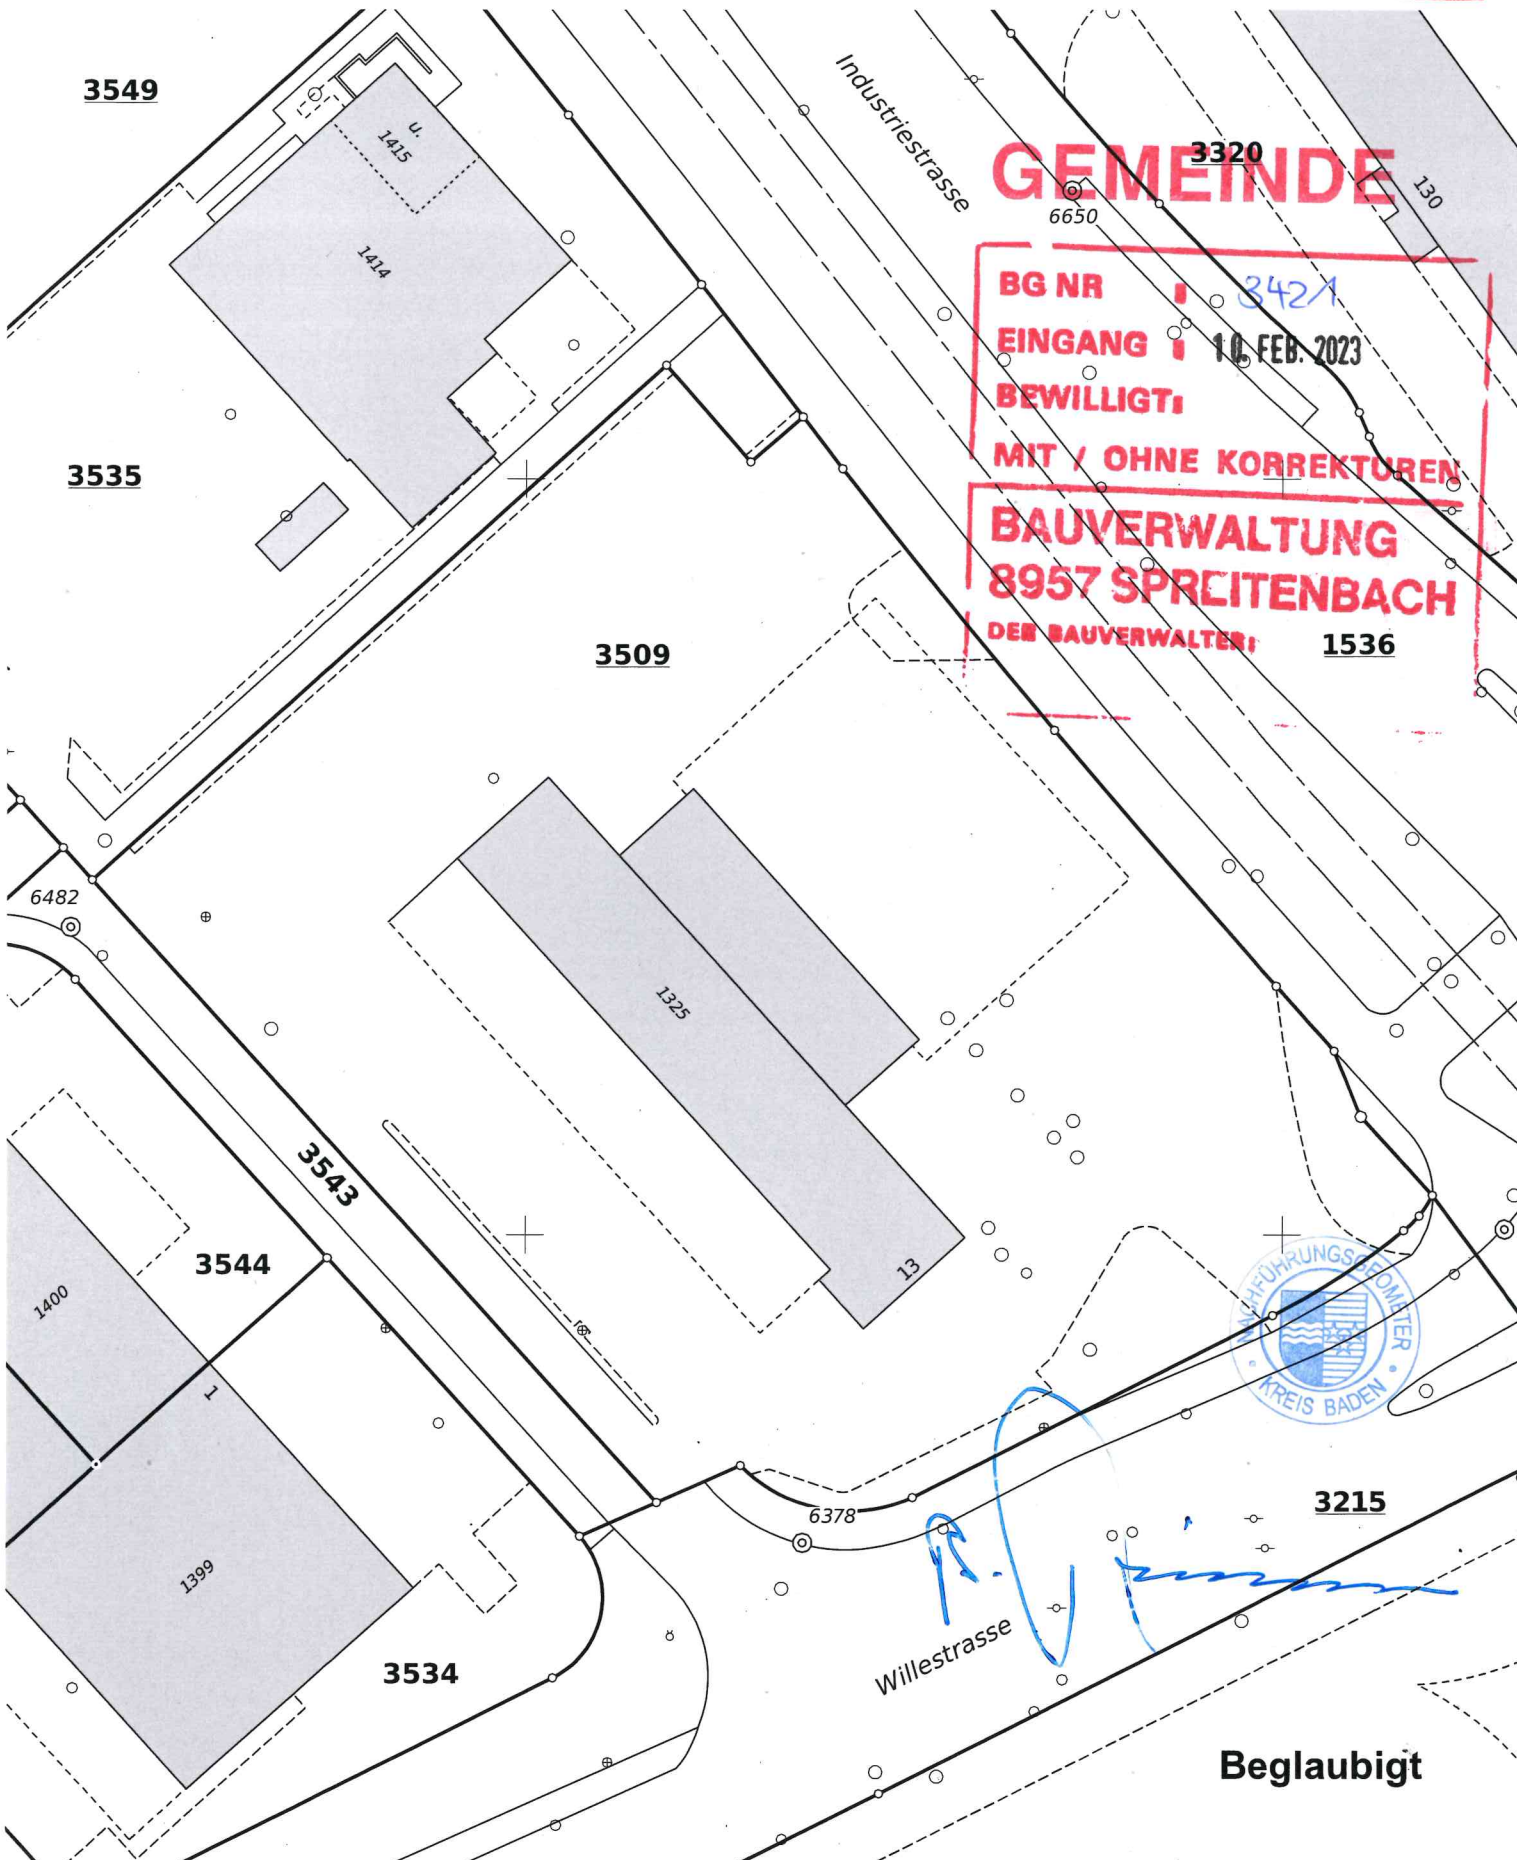 3549
Industriestrasse
u.
1415
3320
GEMEINDE
130
6650
1414
BG NR : 3421
EINGANG : 10. FEB. 2023
BEWILLIGT:
MIT / OHNE KORREKTUREN
3535
BAUVERWALTUNG
8957 SPREITENBACH
DER BAUVERWALTER:
3509
1536
6482
1325
3543
3544
13
1400
NACHFÜHRUNGSGEOMETER
KREIS BADEN
1
6378
3215
1399
Willestrasse
3534
Beglaubigt